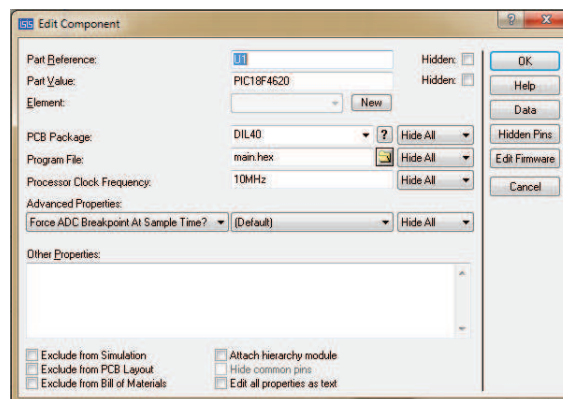 ISIS Edit Component
Part Reference: U1 Hidden: OK
Part Value: PIC18F4620 Hidden: Help
Element: New Data
PCB Package: DIL40 ? Hide All Hidden Pins
Program File: main.hex Hide All Edit Firmware
Processor Clock Frequency: 10MHz Hide All Cancel
Advanced Properties:
Force ADC Breakpoint At Sample Time? (Default) Hide All
Other Properties:
Exclude from Simulation Attach hierarchy module
Exclude from PCB Layout Hide common pins
Exclude from Bill of Materials Edit all properties as text